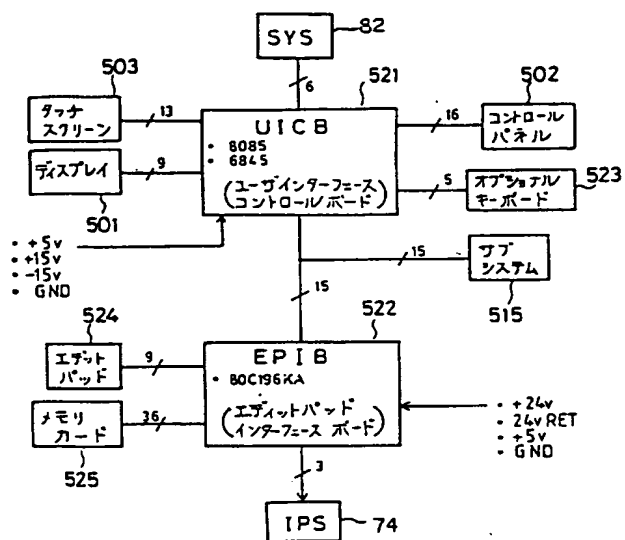 SYS
82
6
503
521
502
タッチ
スクリーン
13
UICB
• 8085
• 6845
(ユーザインターフェース
コントロールボード)
16
コントロール
パネル
ディスプレイ
9
501
5
オプショナル
キーボード
523
• +5v
• +15v
• -15v
• GND
15
サブ
システム
515
15
524
522
エデット
パッド
9
EPIB
• 80C196KA
(エディットパッド
インターフェース ボード)
メモリ
カード
36
525
• +24v
24v RET
• +5v
• GND
3
IPS
74